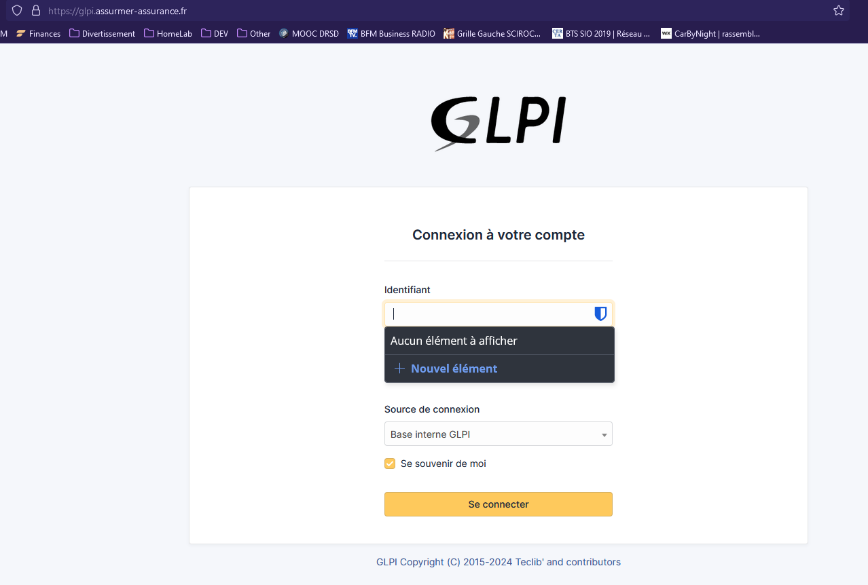 https://glpi.assurmer-assurance.fr
M Finances Divertissement HomeLab DEV Other MOOC DRSD BFM Business RADIO Grille Gauche SCIROC... BTS SIO 2019 | Réseau ... CarByNight | rassembl...
GLPI
Connexion à votre compte
Identifiant
Aucun élément à afficher
+ Nouvel élément
Source de connexion
Base interne GLPI
Se souvenir de moi
Se connecter
GLPI Copyright (C) 2015-2024 Teclib' and contributors